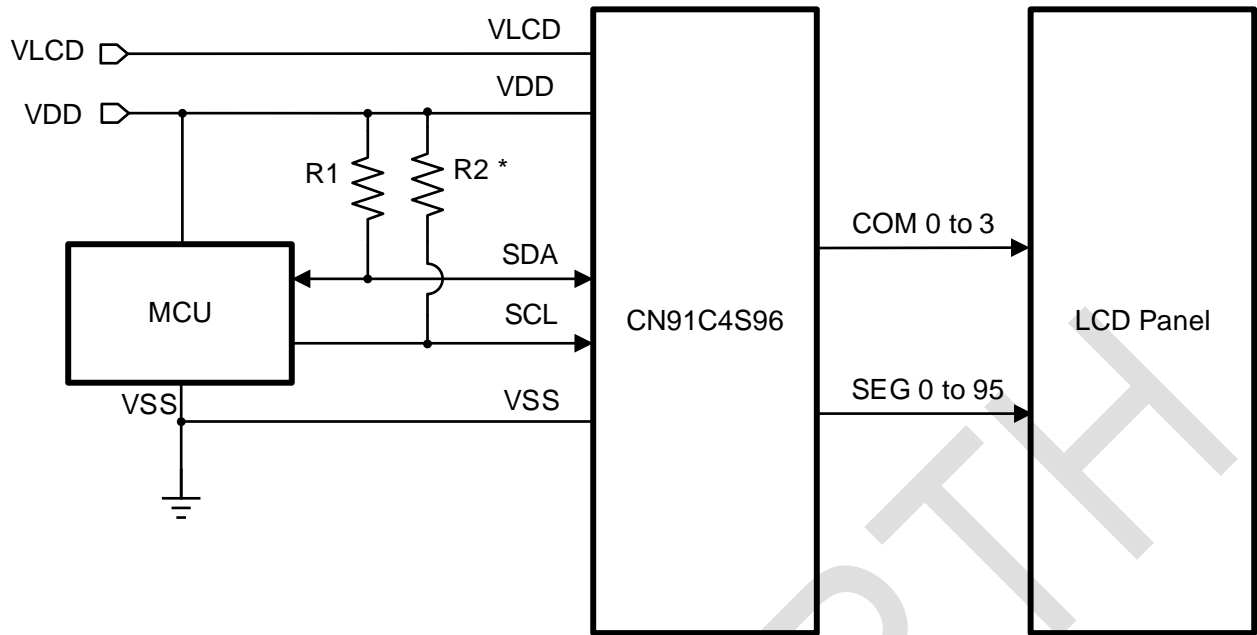 VLCD
VLCD
VDD
VDD
R1
R2 *
COM 0 to 3
SDA
MCU
SCL
CN91C4S96
LCD Panel
VSS
VSS
SEG 0 to 95
PTH